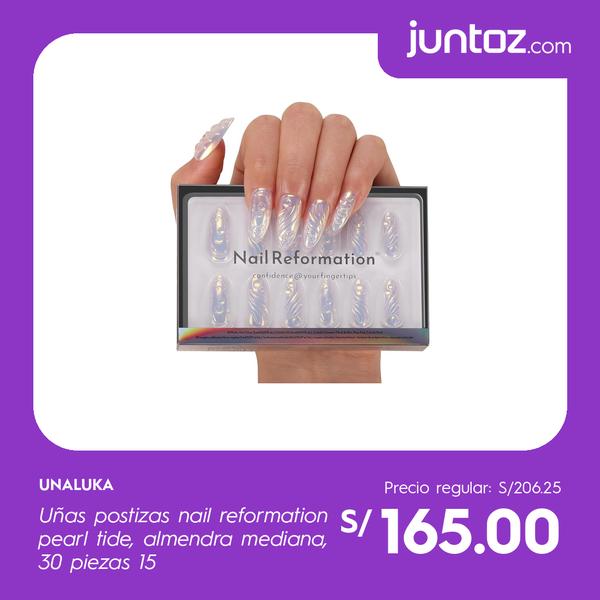 juntoz.com
Nail Reformation
confidence@yourfingertips
UNALUKA
Precio regular: S/206.25
Uñas postizas nail reformation
pearl tide, almendra mediana,
30 piezas 15
S/165.00